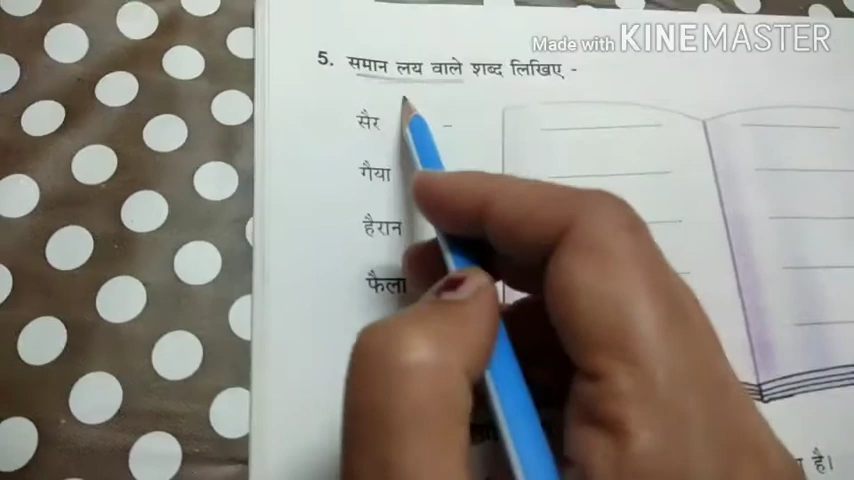 Made with KINEMASTER
5. समान लय वाले शब्द लिखिए -
सैर -
गैया
हैरान
फैला
है।